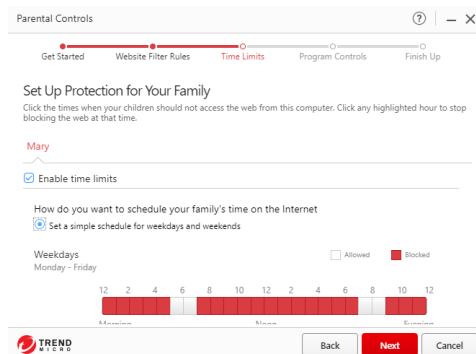 Parental Controls
Get Started Website Filter Rules Time Limits Program Controls Finish Up
Set Up Protection for Your Family
Click the times when your children should not access the web from this computer. Click any highlighted hour to stop
blocking the web at that time.
Mary
Enable time limits
How do you want to schedule your family's time on the Internet
Set a simple schedule for weekdays and weekends
Weekdays Allowed Blocked
Monday - Friday
12 2 4 6 8 10 12 2 4 6 8 10 12
Morning Noon Evening
TREND
MICRO
Back Next Cancel